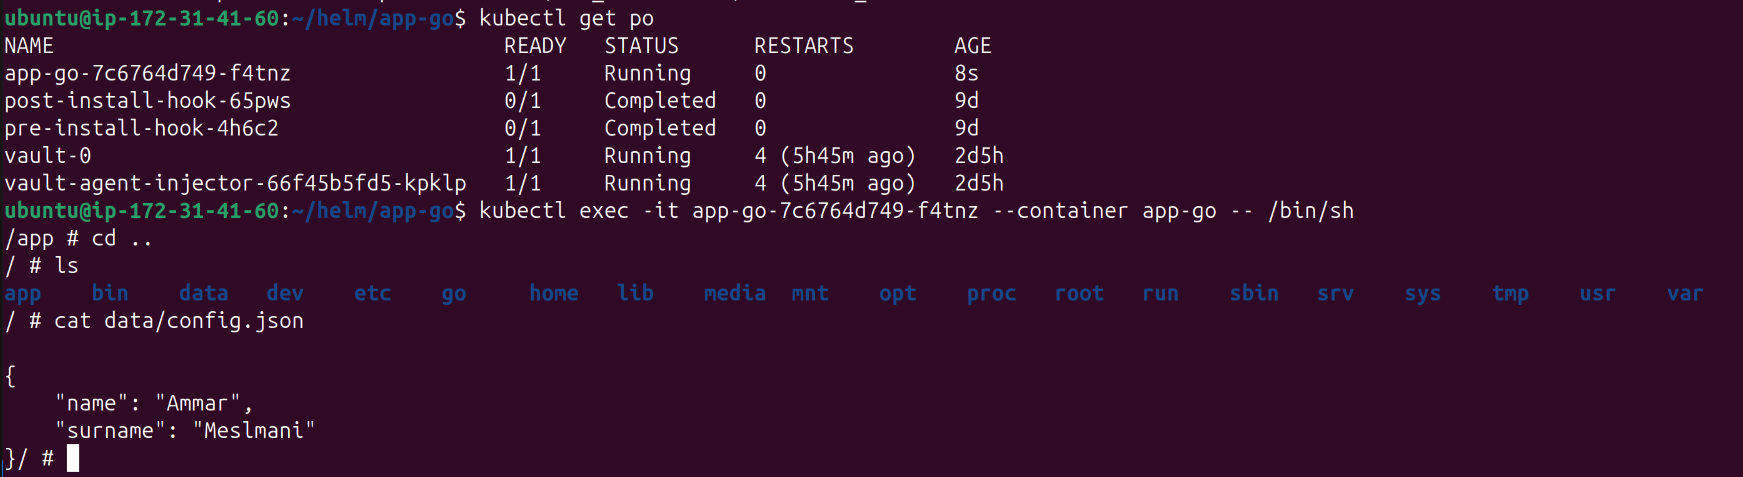 ubuntu@ip-172-31-41-60:~/helm/app-go$ kubectl get po
NAME READY STATUS RESTARTS AGE
app-go-7c6764d749-f4tnz 1/1 Running 0 8s
post-install-hook-65pws 0/1 Completed 0 9d
pre-install-hook-4h6c2 0/1 Completed 0 9d
vault-0 1/1 Running 4 (5h45m ago) 2d5h
vault-agent-injector-66f45b5fd5-kpklp 1/1 Running 4 (5h45m ago) 2d5h
ubuntu@ip-172-31-41-60:~/helm/app-go$ kubectl exec -it app-go-7c6764d749-f4tnz --container app-go -- /bin/sh
/app # cd ..
/ # ls
app bin data dev etc go home lib media mnt opt proc root run sbin srv sys tmp usr var
/ # cat data/config.json
{
"name": "Ammar",
"surname": "Meslmani"
}/ #